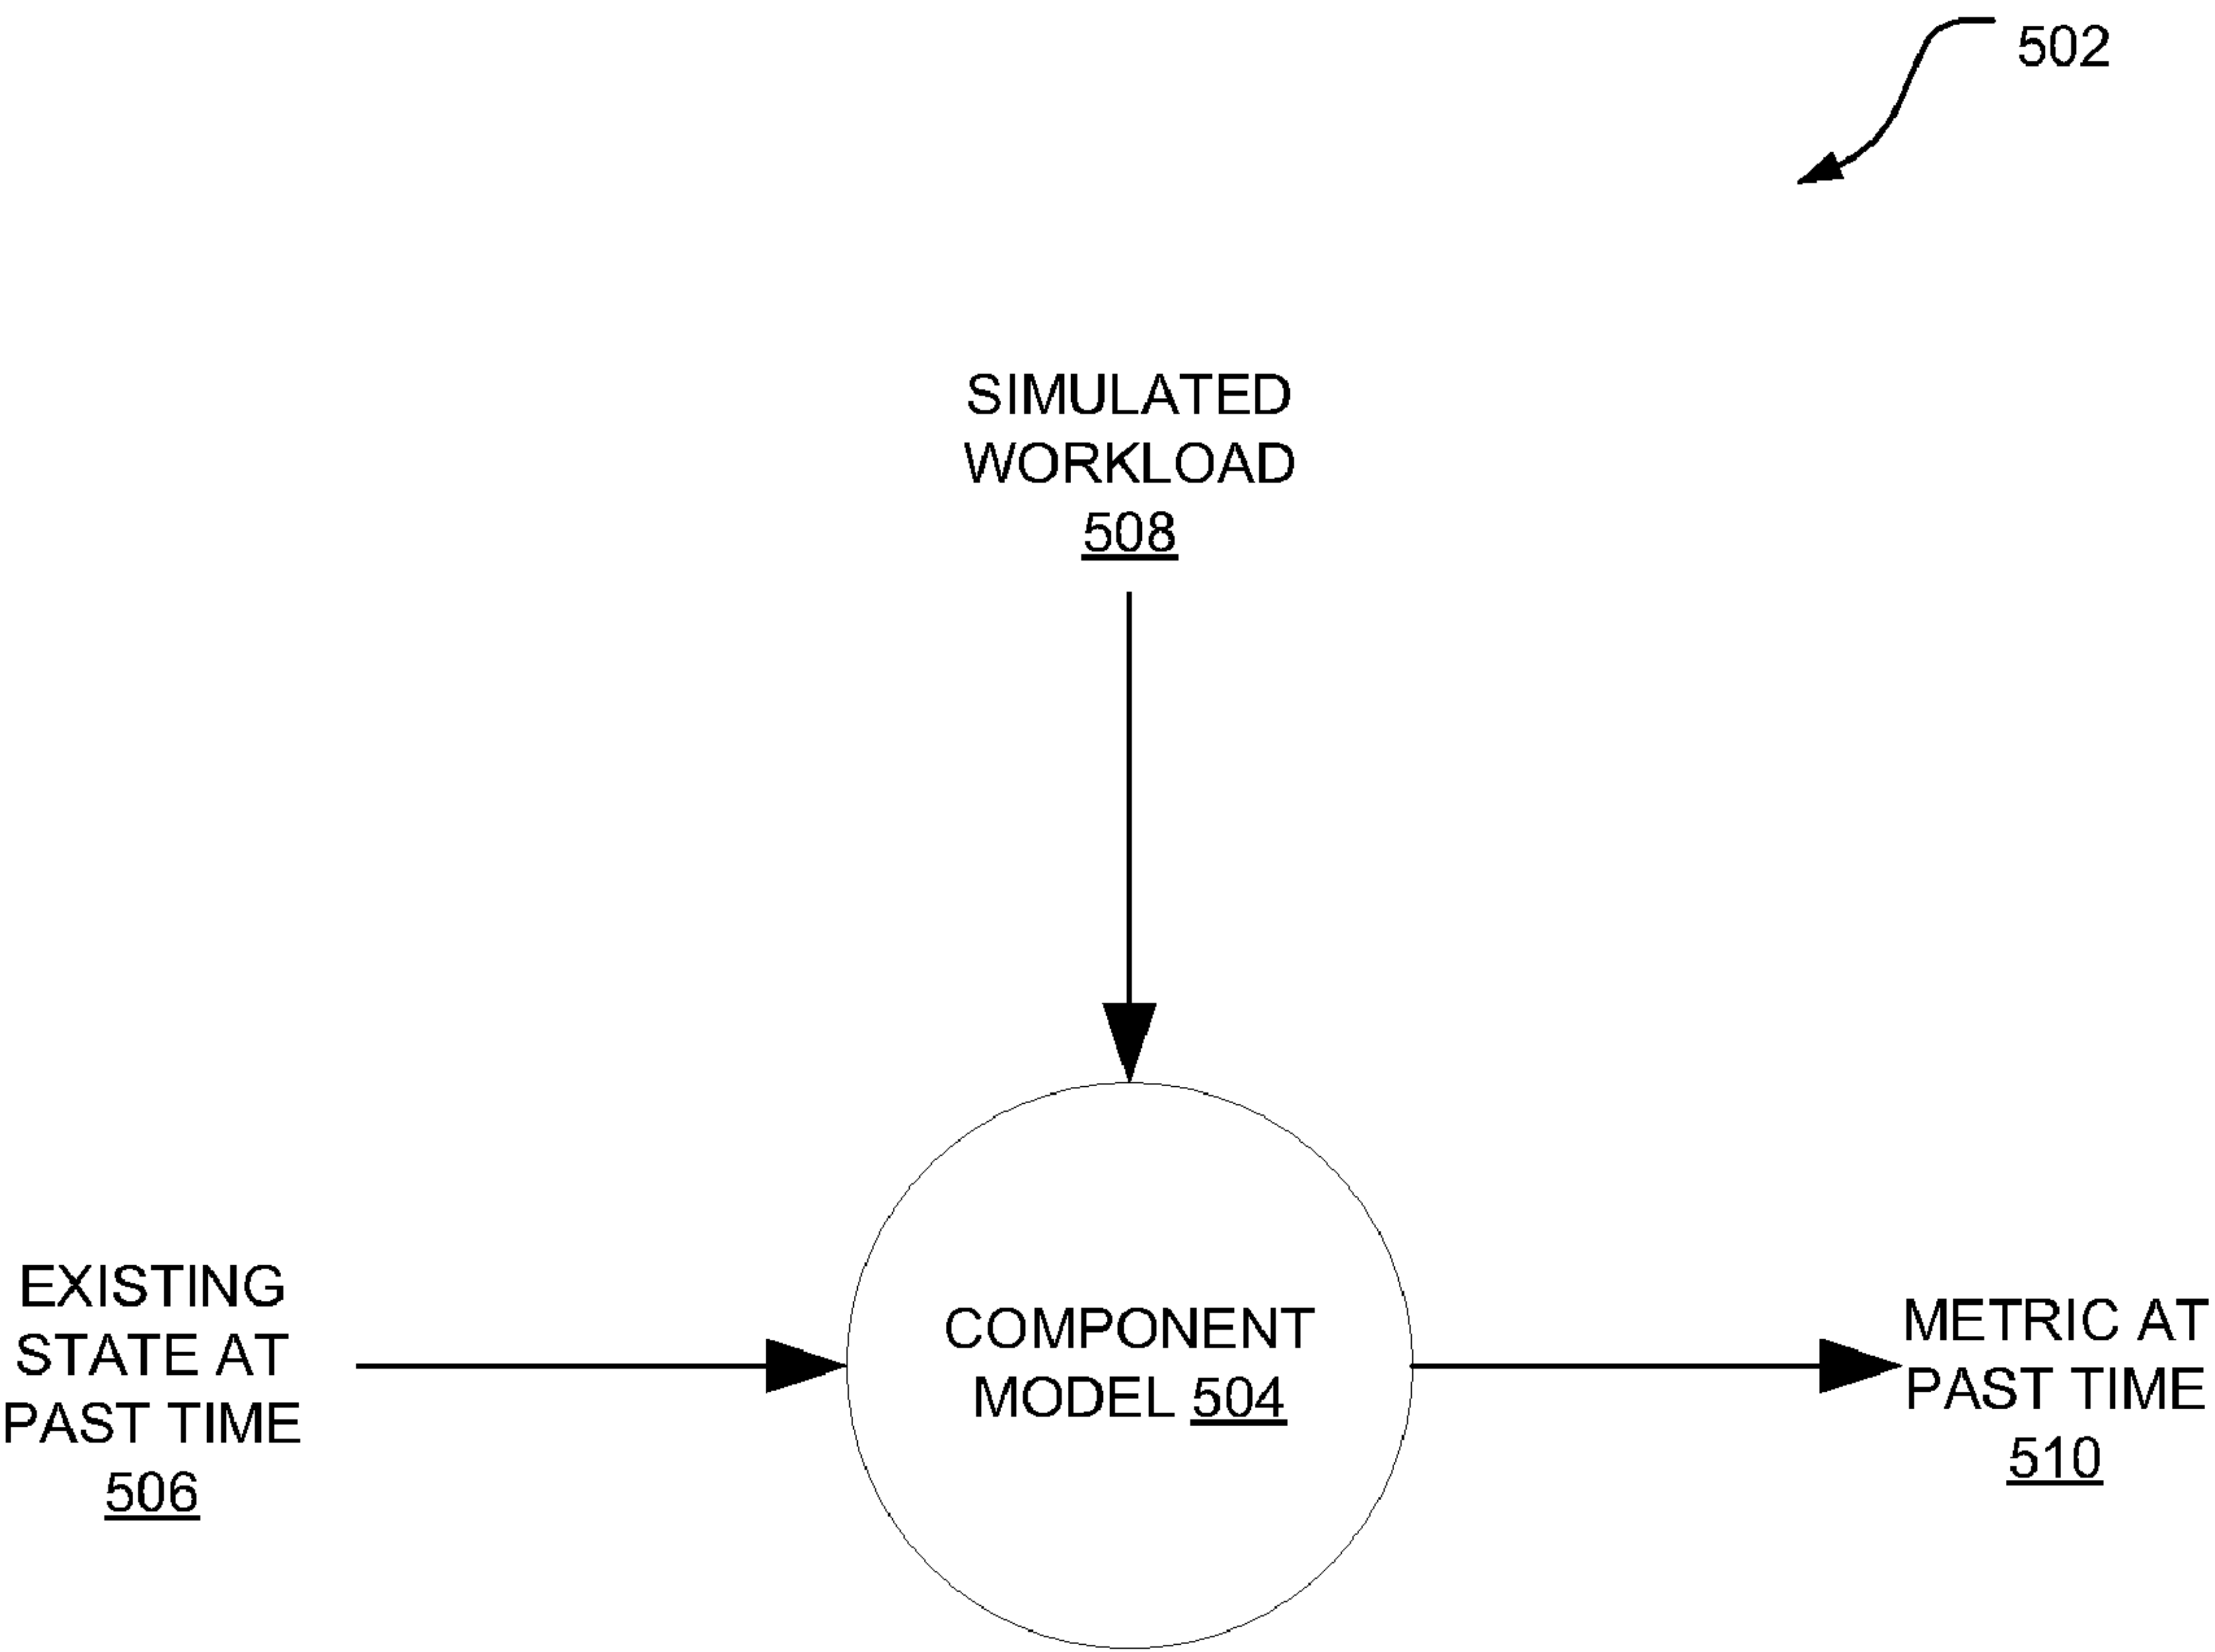 502
SIMULATED
WORKLOAD
508
EXISTING
STATE AT
PAST TIME
506
COMPONENT
MODEL 504
METRIC AT
PAST TIME
510